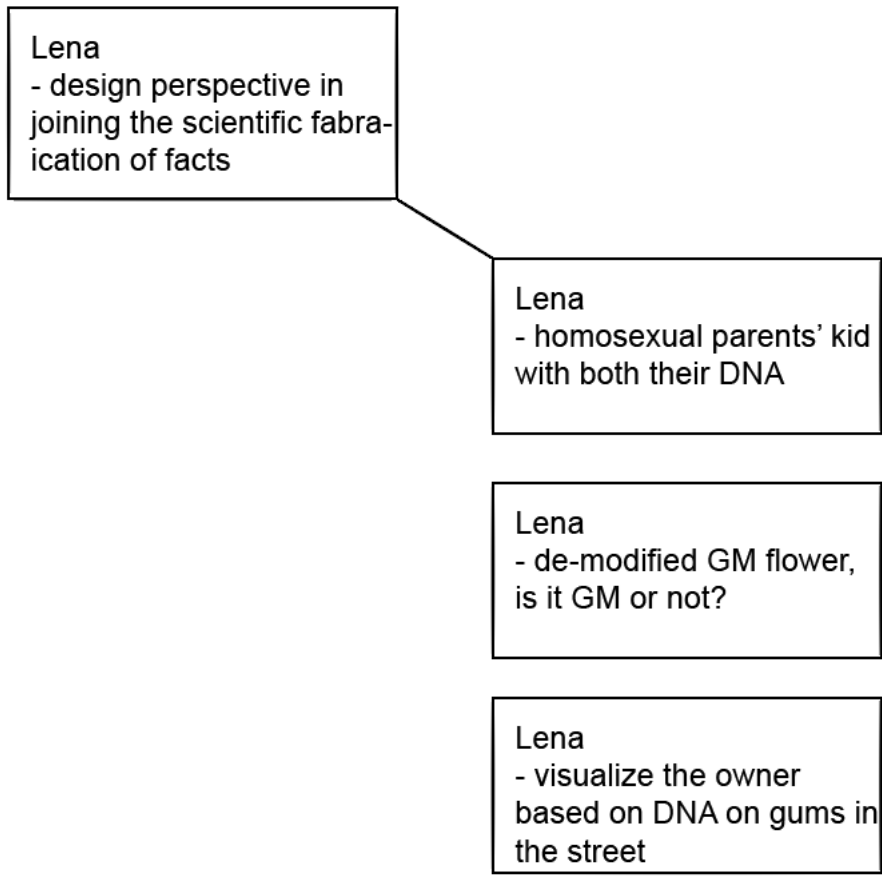 Lena
- design perspective in
joining the scientific fabra-
ication of facts
Lena
- homosexual parents’ kid
with both their DNA
Lena
- de-modified GM flower,
is it GM or not?
Lena
- visualize the owner
based on DNA on gums in
the street